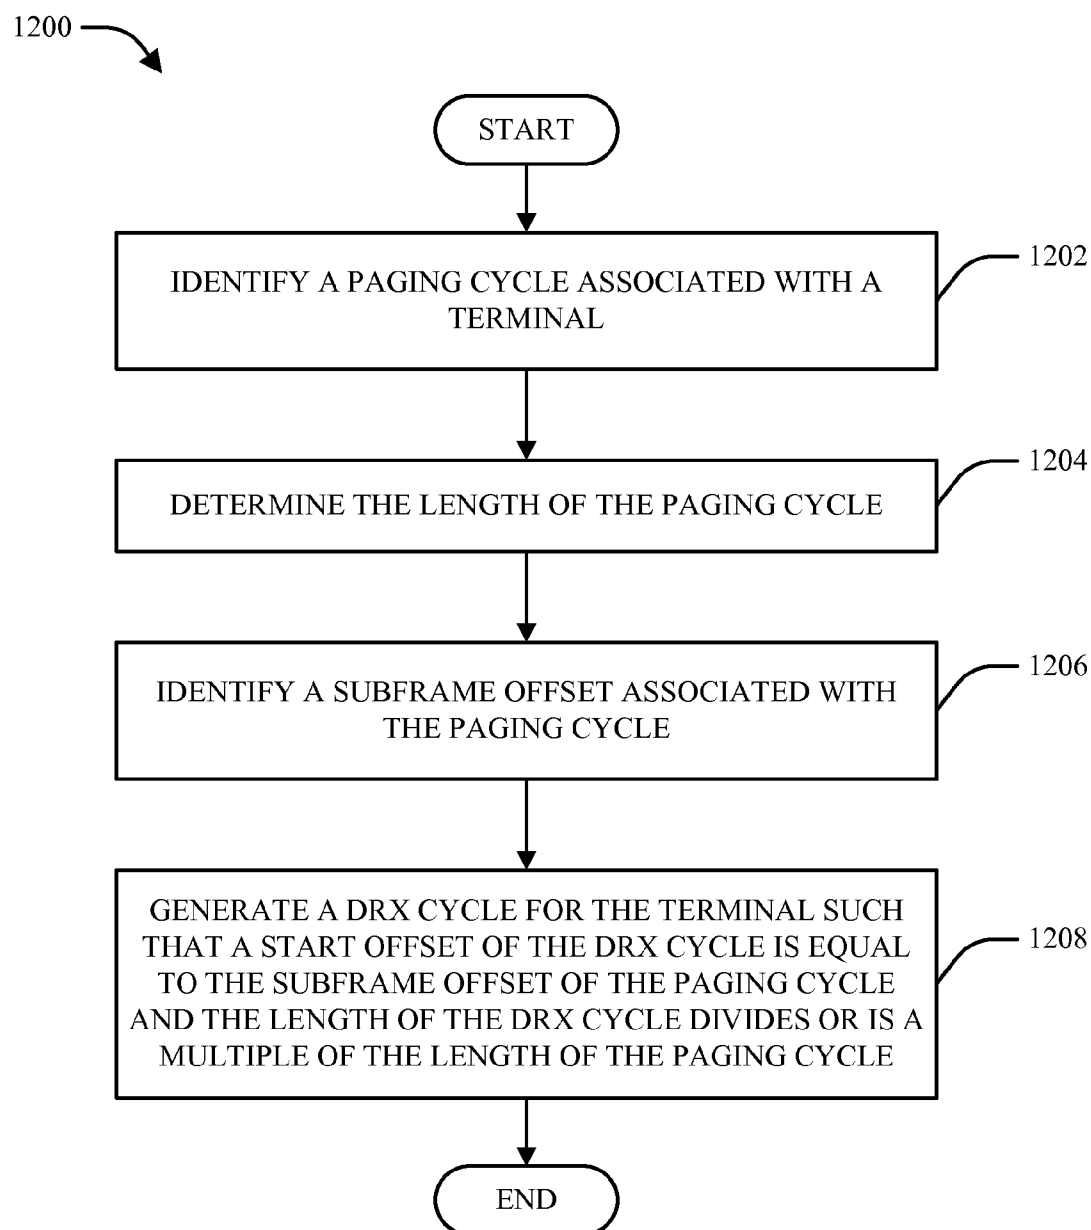 1200
START
IDENTIFY A PAGING CYCLE ASSOCIATED WITH A
TERMINAL
1202
DETERMINE THE LENGTH OF THE PAGING CYCLE
1204
IDENTIFY A SUBFRAME OFFSET ASSOCIATED WITH
THE PAGING CYCLE
1206
GENERATE A DRX CYCLE FOR THE TERMINAL SUCH
THAT A START OFFSET OF THE DRX CYCLE IS EQUAL
TO THE SUBFRAME OFFSET OF THE PAGING CYCLE
AND THE LENGTH OF THE DRX CYCLE DIVIDES OR IS A
MULTIPLE OF THE LENGTH OF THE PAGING CYCLE
1208
END